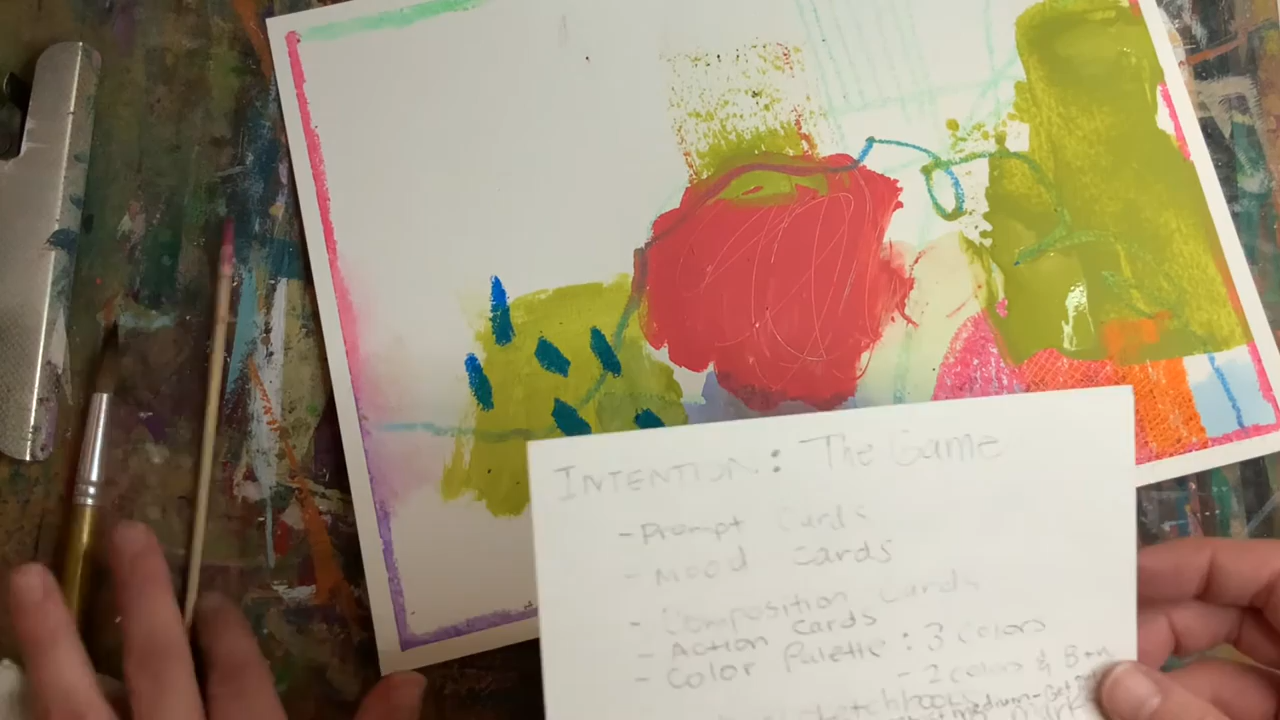 INTENTION: The Game
- Prompt Cards
- Mood Cards
- Composition Cards
- Action Cards
- Color Palette: 3 Colors
- 2 colors & B+